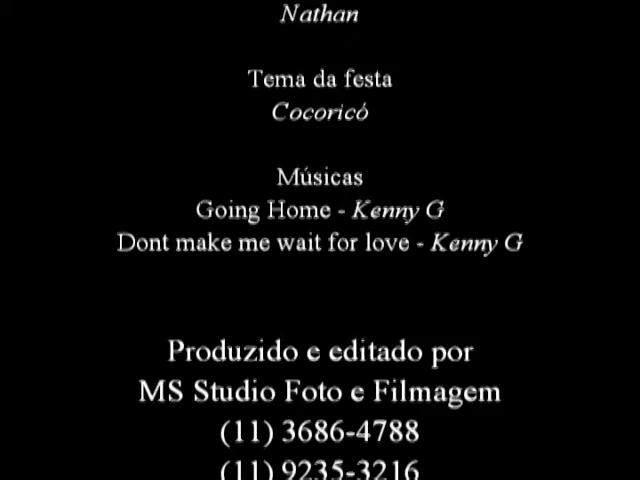 Nathan
Tema da festa
Cocoricó
Músicas
Going Home - Kenny G
Dont make me wait for love - Kenny G
Produzido e editado por
MS Studio Foto e Filmagem
(11) 3686-4788
(11) 9235-3216